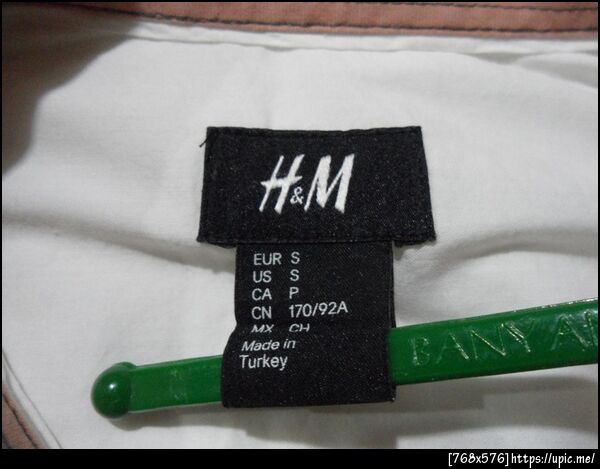 H&M
EUR S
US S
CA P
CN 170/92A
MX CH
Made in
Turkey
BANY
[768x576]https://upic.me/